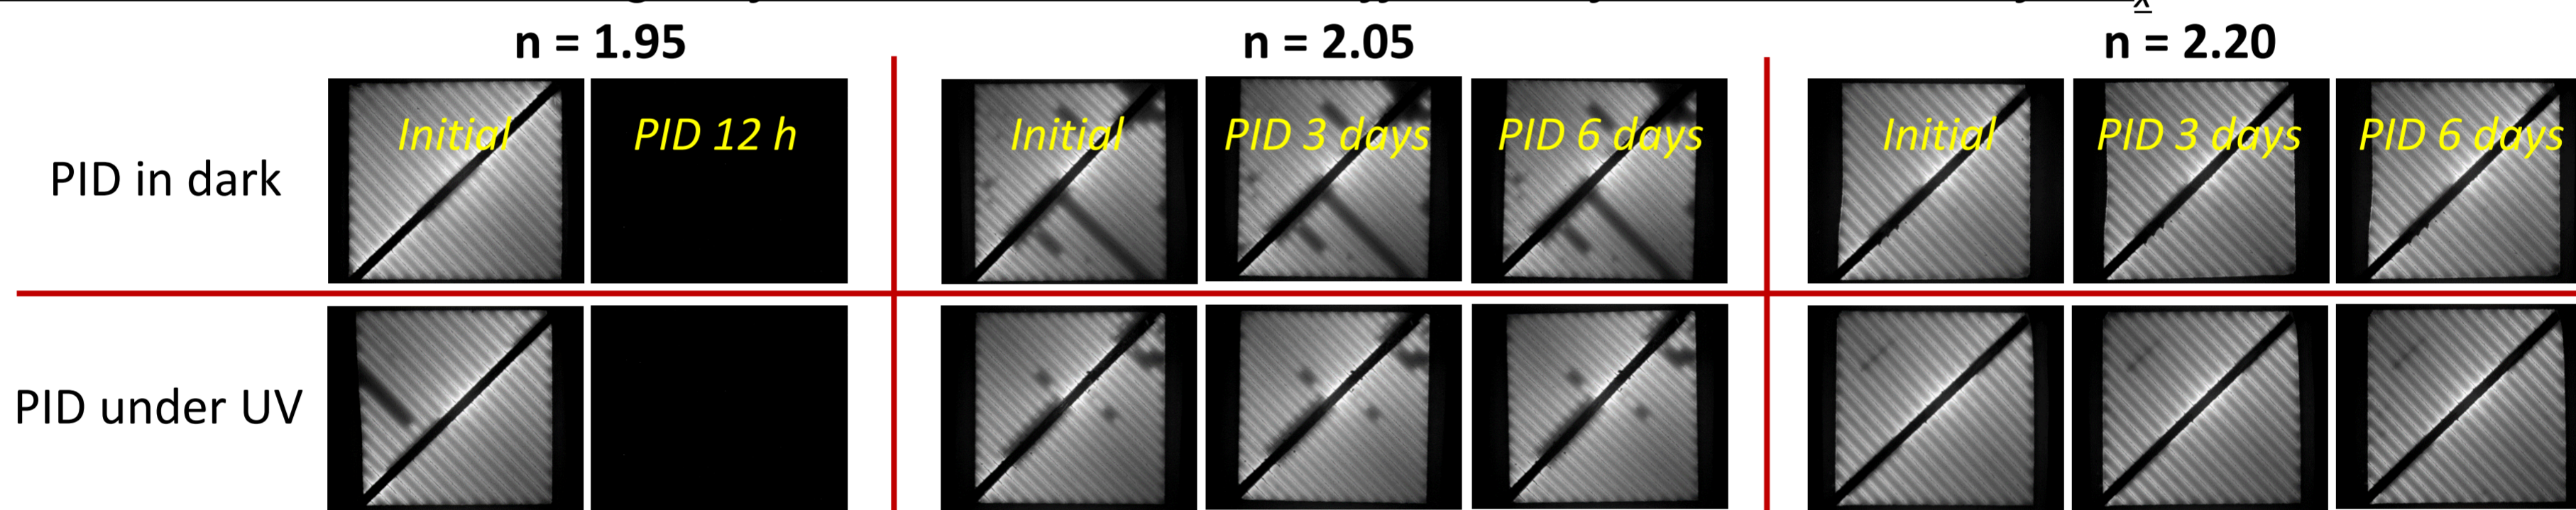 n = 1.95
n = 2.05
n = 2.20
PID in dark
Initial
PID 12 h
Initial
PID 3 days
PID 6 days
Initial
PID 3 days
PID 6 days
PID under UV